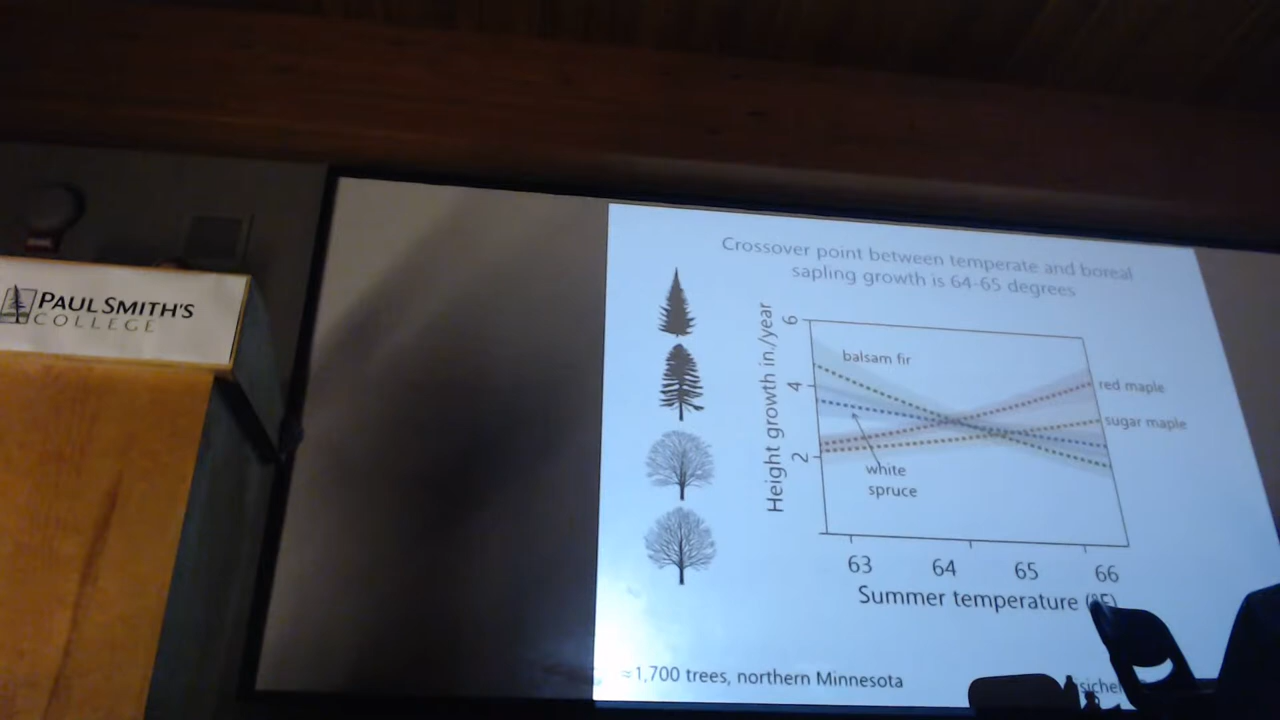 PAUL SMITH'S
COLLEGE
Crossover point between temperate and boreal
sapling growth is 64-65 degrees
Height growth in./year
6
4
2
balsam fir
red maple
sugar maple
white
spruce
63
64
65
66
Summer temperature (°F)
≈1,700 trees, northern Minnesota